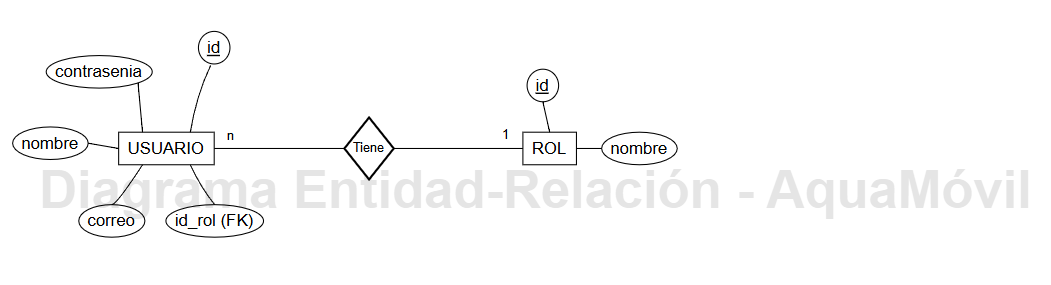 id
contrasenia
id
n
1
nombre
USUARIO
Tiene
ROL
nombre
Diagrama Entidad-Relación - AquaMóvil
correo
id_rol (FK)